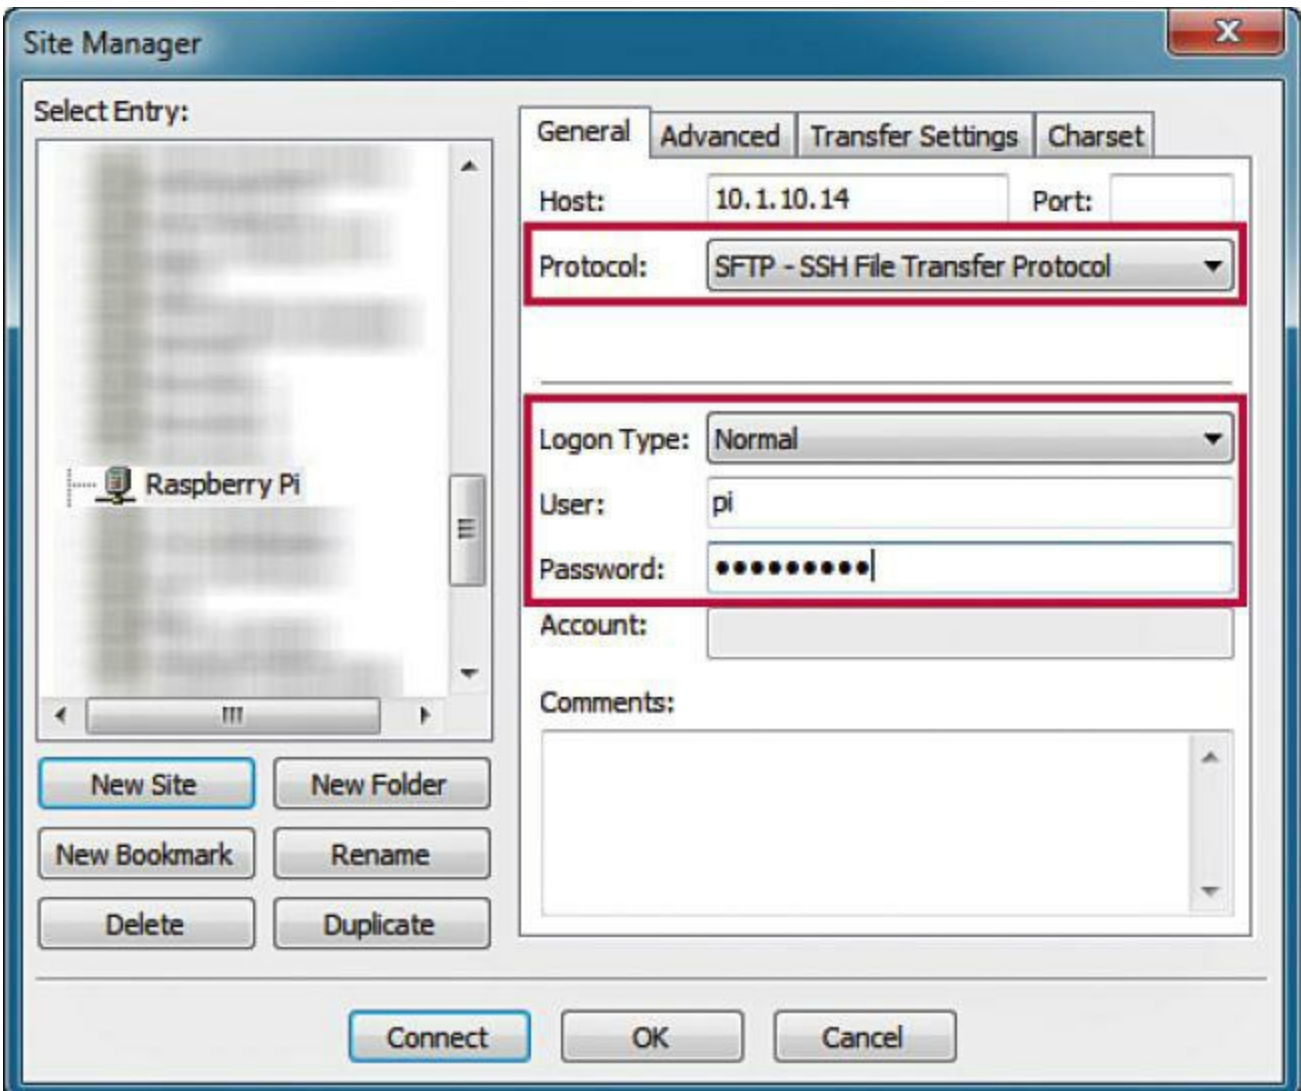 Site Manager
X
Select Entry:
Raspberry Pi
New Site
New Folder
New Bookmark
Rename
Delete
Duplicate
General
Advanced
Transfer Settings
Charset
Host:
10.1.10.14
Port:
Protocol:
SFTP - SSH File Transfer Protocol
Logon Type:
Normal
User:
pi
Password:
•••••••••
Account:
Comments:
Connect
OK
Cancel